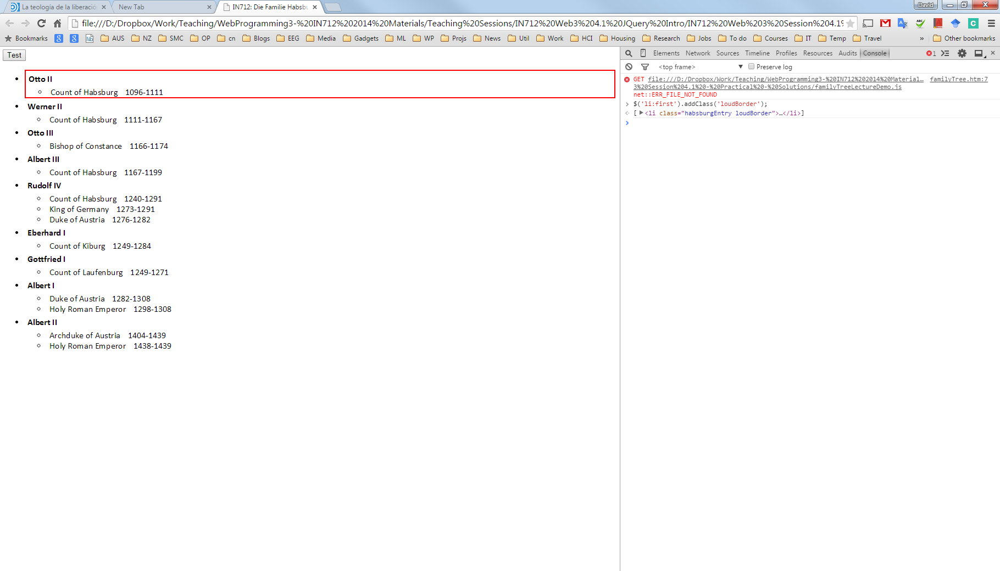 La teología de la liberació
New Tab
IN712: Die Familie Habsbu
David
file:///D:/Dropbox/Work/Teaching/WebProgramming3-%20IN712%202014%20Materials/Teaching%20Sessions/IN712%20Web3%204.1%20JQuery%20Intro/IN712%20Web%203%20Session%204.1%
Bookmarks 8 8 Nb AUS NZ SMC OP cn Blogs EEG Media Gadgets ML WP Projs News Util Work HCI Housing Research Jobs To do Courses IT Temp Travel » Other bookmarks
Test
Otto II
Count of Habsburg 1096-1111
Werner II
Count of Habsburg 1111-1167
Otto III
Bishop of Constance 1166-1174
Albert III
Count of Habsburg 1167-1199
Rudolf IV
Count of Habsburg 1240-1291
King of Germany 1273-1291
Duke of Austria 1276-1282
Eberhard I
Count of Kiburg 1249-1284
Gottfried I
Count of Laufenburg 1249-1271
Albert I
Duke of Austria 1282-1308
Holy Roman Emperor 1298-1308
Albert II
Archduke of Austria 1404-1439
Holy Roman Emperor 1438-1439
Elements Network Sources Timeline Profiles Resources Audits Console 1
<top frame> Preserve log
GET file:///D:/Dropbox/Work/Teaching/WebProgramming3-%20IN712%202014%20Material… familyTree.htm:7
3%20Session%204.1%20-%20Practical%20-%20Solutions/familyTreeLectureDemo.js
net::ERR_FILE_NOT_FOUND
$('li:first').addClass('loudBorder');
[<li class="habsburgEntry loudBorder">…</li>]